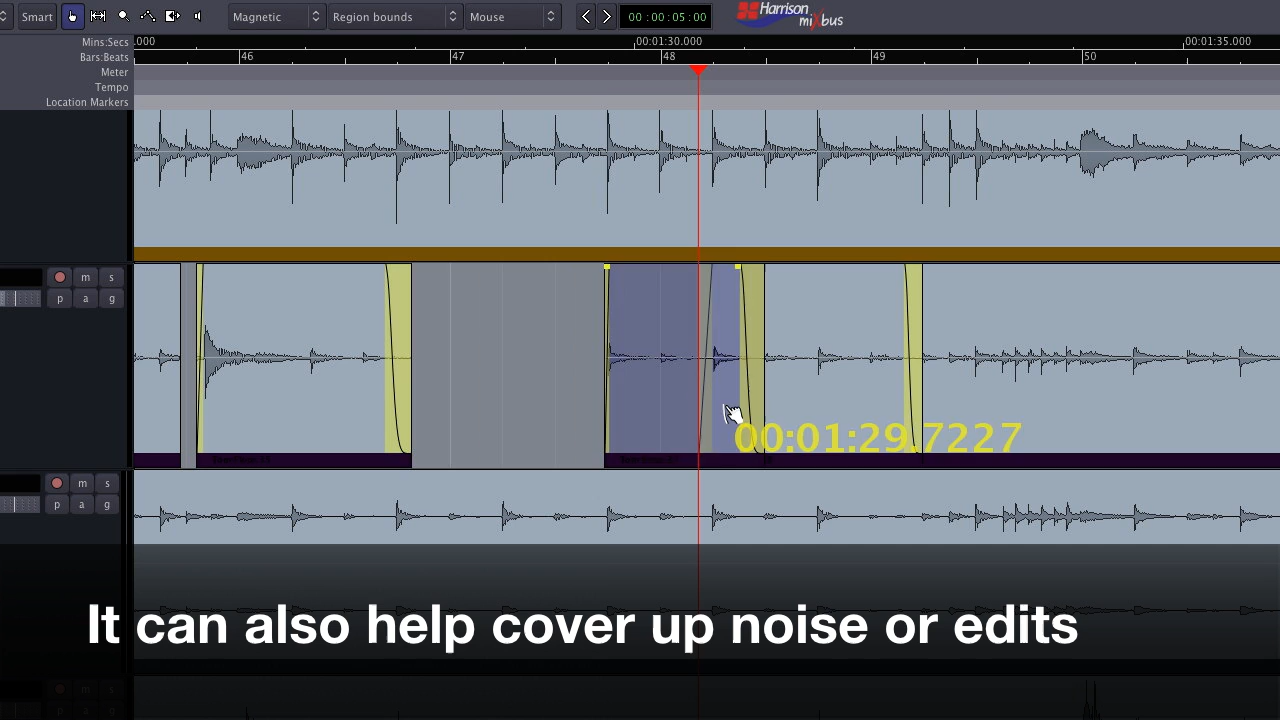 Smart
Magnetic
Region bounds
Mouse
00:00:05:00
Harrison
mixbus
Mins:Secs
.000
00:01:30.000
00:01:35.000
Bars:Beats
46
47
48
49
50
Meter
Tempo
Location Markers
m
s
p
a
g
00:01:29.7227
m
s
p
a
g
It can also help cover up noise or edits
m
s
p
a
g